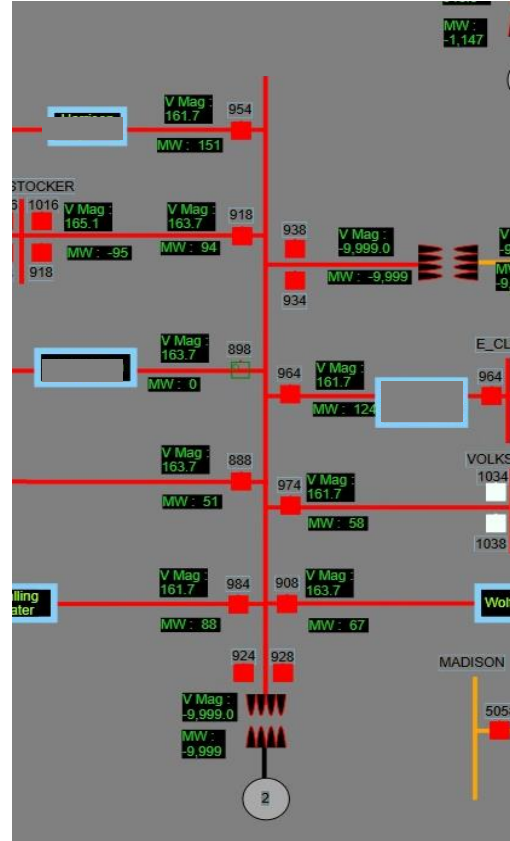 MW :
-1,147
V Mag :
161.7
954
MW : 151
STOCKER
1016
V Mag :
165.1
V Mag :
163.7
918
MW : -95
MW : 94
918
938
V Mag :
-9,999.0
MW : -9,999
934
V Mag :
163.7
898
MW : 0
E_CL
964
V Mag :
161.7
964
MW : 124
V Mag :
163.7
888
MW : 51
974
V Mag :
161.7
MW : 58
VOLKS
1034
1038
V Mag :
161.7
984
908
V Mag :
163.7
lling
ater
Wol
MW : 88
MW : 67
924
928
MADISON
V Mag :
-9,999.0
MW :
-9,999
5058
2